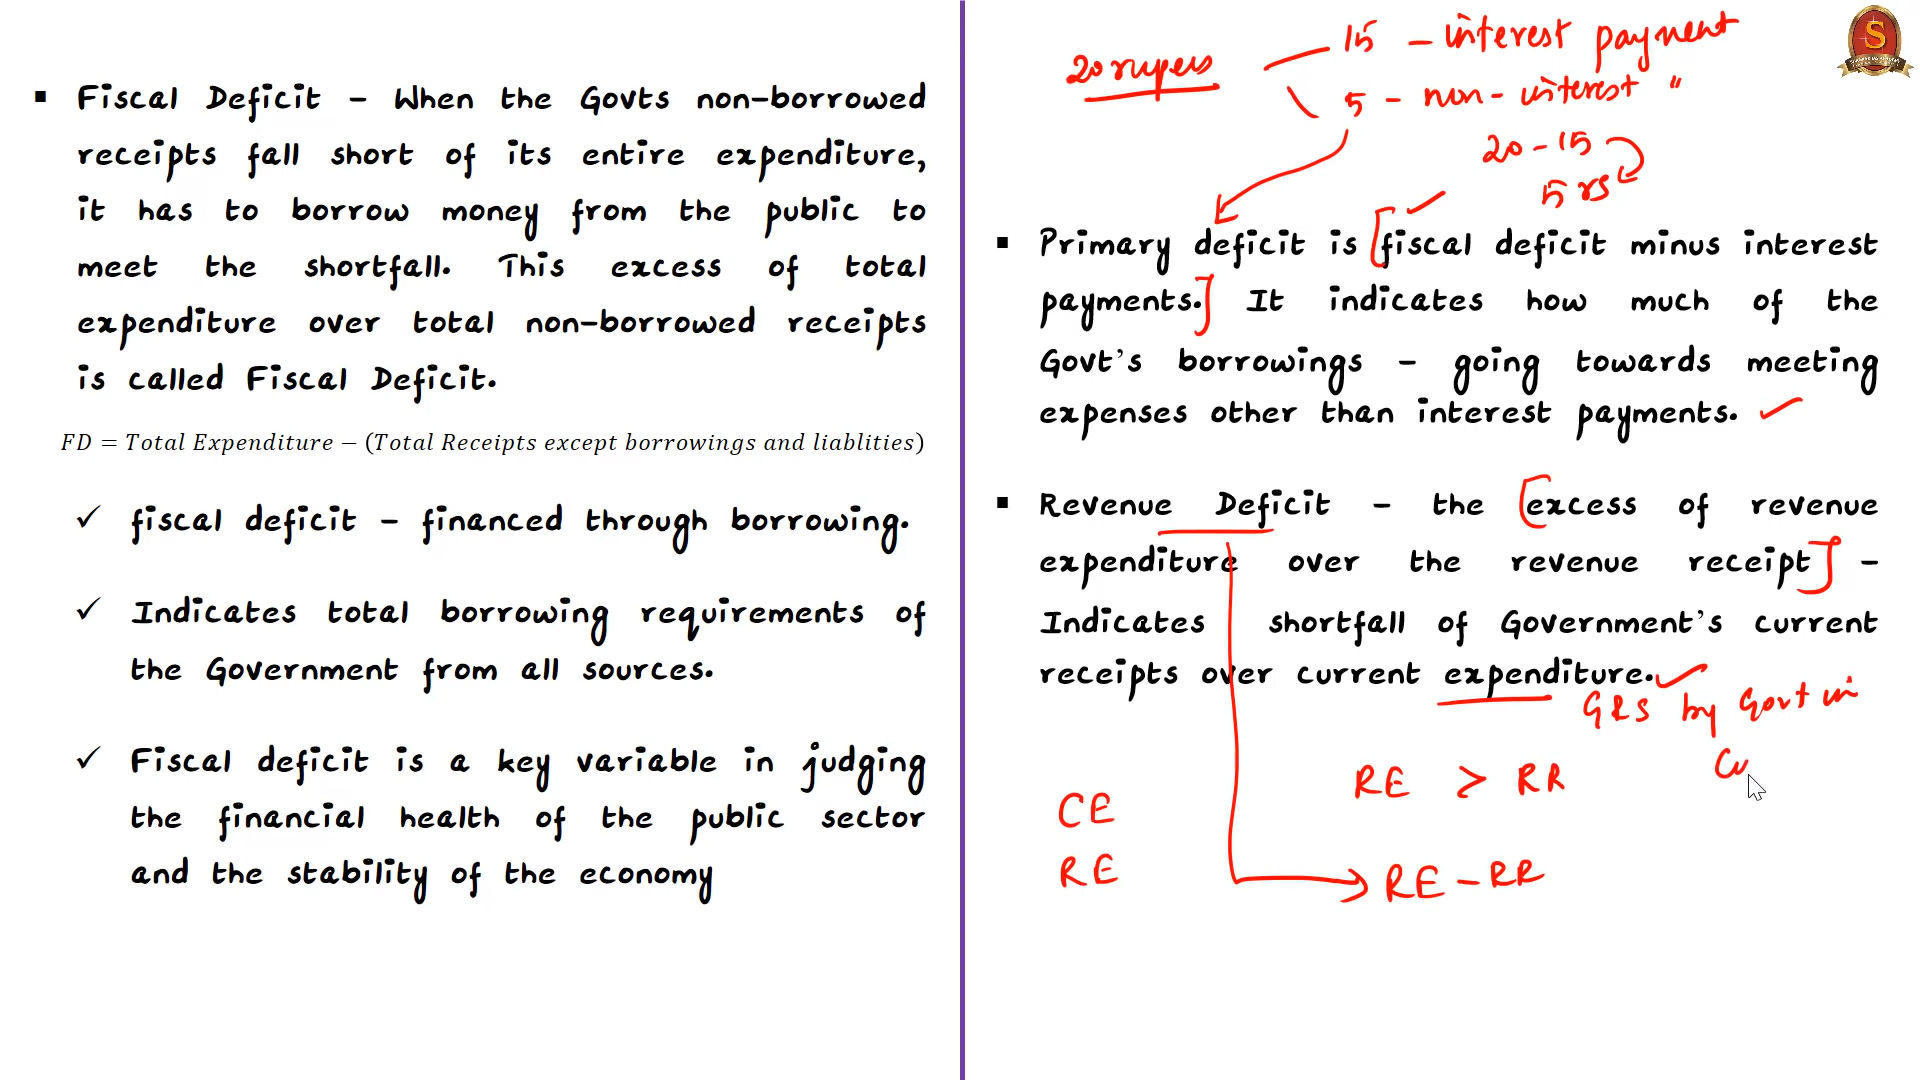 ▪ Fiscal Deficit – When the Govts non-borrowed
receipts fall short of its entire expenditure,
it has to borrow money from the public to
meet the shortfall. This excess of total
expenditure over total non-borrowed receipts
is called Fiscal Deficit.
FD = Total Expenditure − (Total Receipts except borrowings and liablities)
✓ fiscal deficit – financed through borrowing.
✓ Indicates total borrowing requirements of
the Government from all sources.
✓ Fiscal deficit is a key variable in judging
the financial health of the public sector
and the stability of the economy
20 rupees
15 – interest payment
5 – non-interest "
20 – 15
5 rs
▪ Primary deficit is fiscal deficit minus interest
payments. It indicates how much of the
Govt's borrowings – going towards meeting
expenses other than interest payments.
▪ Revenue Deficit – the excess of revenue
expenditure over the revenue receipt –
Indicates shortfall of Government's current
receipts over current expenditure.
by Govt in
Cu
RE > RR
CE
RE
RE – RR
S